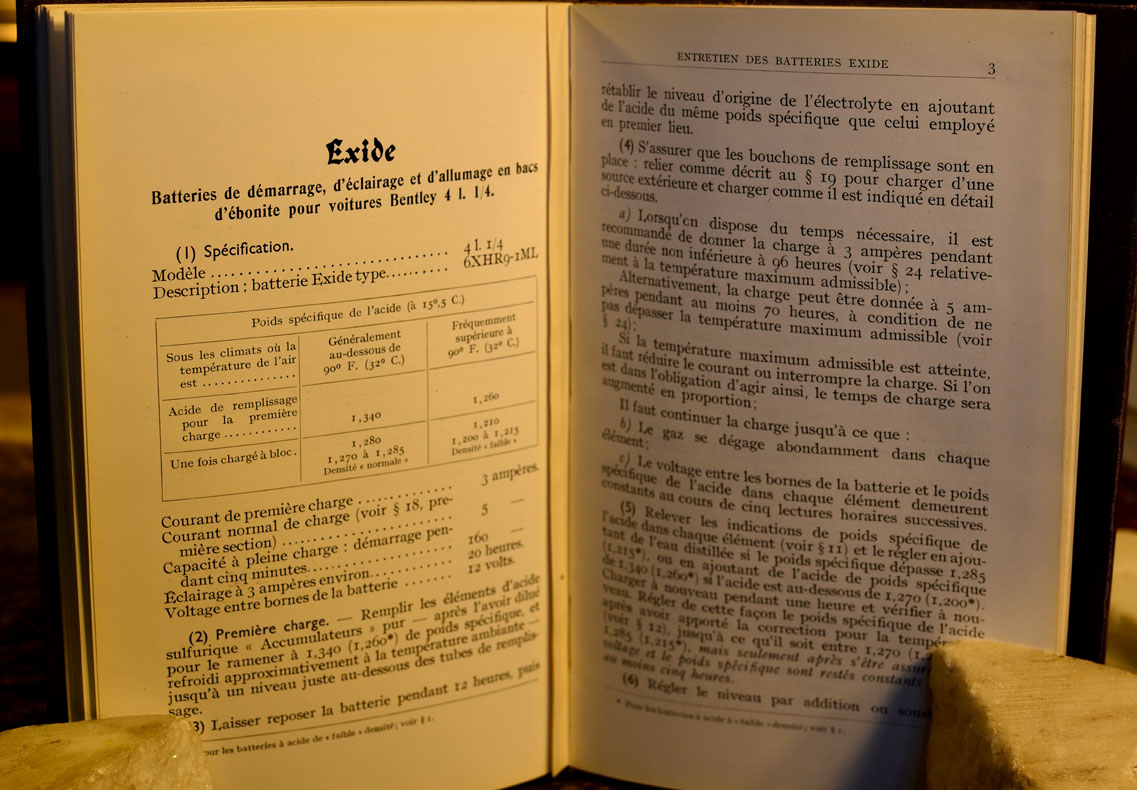 Exide
Batteries de démarrage, d'éclairage et d'allumage en bacs
d'ébonite pour voitures Bentley 4 l. 1/4.
(1) Spécification.
Modèle .............................. 4 l. 1/4
Description : batterie Exide type.......... 6XHR9-1ML
Poids spécifique de l'acide (à 15°,5 C.)
Sous les climats où la
température de l'air
est ...............
Généralement
au-dessous de
90° F. (32° C.)
Fréquemment
supérieure à
90° F. (32° C.)
Acide de remplissage
pour la première
charge ............
1,340
1,260
Une fois chargé à bloc.
1,280
1,270 à 1,285
Densité « normale »
1,210
1,200 à 1,215
Densité « faible »
Courant de première charge .............. 3 ampères.
Courant normal de charge (voir § 18, pre-
mière section) ........................ 5 —
Capacité à pleine charge : démarrage pen-
dant cinq minutes....................... 160 —
Éclairage à 3 ampères environ............ 20 heures.
Voltage entre bornes de la batterie ....... 12 volts.
(2) Première charge. — Remplir les éléments d'acide
sulfurique « Accumulateurs » pur — après l'avoir dilué
pour le ramener à 1,340 (1,260*) de poids spécifique, et
refroidi approximativement à la température ambiante —
jusqu'à un niveau juste au-dessous des tubes de remplis-
sage.
3) Laisser reposer la batterie pendant 12 heures, puis
our les batteries à acide de « faible » densité ; voir § 1.
ENTRETIEN DES BATTERIES EXIDE 3
rétablir le niveau d'origine de l'électrolyte en ajoutant
de l'acide du même poids spécifique que celui employé
en premier lieu.
(4) S'assurer que les bouchons de remplissage sont en
place : relier comme décrit au § 19 pour charger d'une
source extérieure et charger comme il est indiqué en détail
ci-dessous.
a) Lorsqu'on dispose du temps nécessaire, il est
recommandé de donner la charge à 3 ampères pendant
une durée non inférieure à 96 heures (voir § 24 relative-
ment à la température maximum admissible) ;
Alternativement, la charge peut être donnée à 5 am-
pères pendant au moins 70 heures, à condition de ne
pas dépasser la température maximum admissible (voir
§ 24) ;
Si la température maximum admissible est atteinte,
il faut réduire le courant ou interrompre la charge. Si l'on
est dans l'obligation d'agir ainsi, le temps de charge sera
augmenté en proportion ;
Il faut continuer la charge jusqu'à ce que :
b) Le gaz se dégage abondamment dans chaque
élément ;
c) Le voltage entre les bornes de la batterie et le poids
spécifique de l'acide dans chaque élément demeurent
constants au cours de cinq lectures horaires successives.
(5) Relever les indications de poids spécifique de
l'acide dans chaque élément (voir § 11) et le régler en ajou-
tant de l'eau distillée si le poids spécifique dépasse 1,285
(1,215*), ou en ajoutant de l'acide de poids spécifique
de 1,340 (1,260*) si l'acide est au-dessous de 1,270 (1,200*).
Charger à nouveau pendant une heure et vérifier à nou-
veau. Régler de cette façon le poids spécifique de l'acide
après avoir apporté la correction pour la tempér
(voir § 12), jusqu'à ce qu'il soit entre 1,270
1,285 (1,215*), mais seulement après s'être assur
voltage et le poids spécifique sont restés constants
au moins cinq heures.
(6) Régler le niveau par addition ou sous
* Pour les batteries à acide à « faible » densité ; voir § 1.